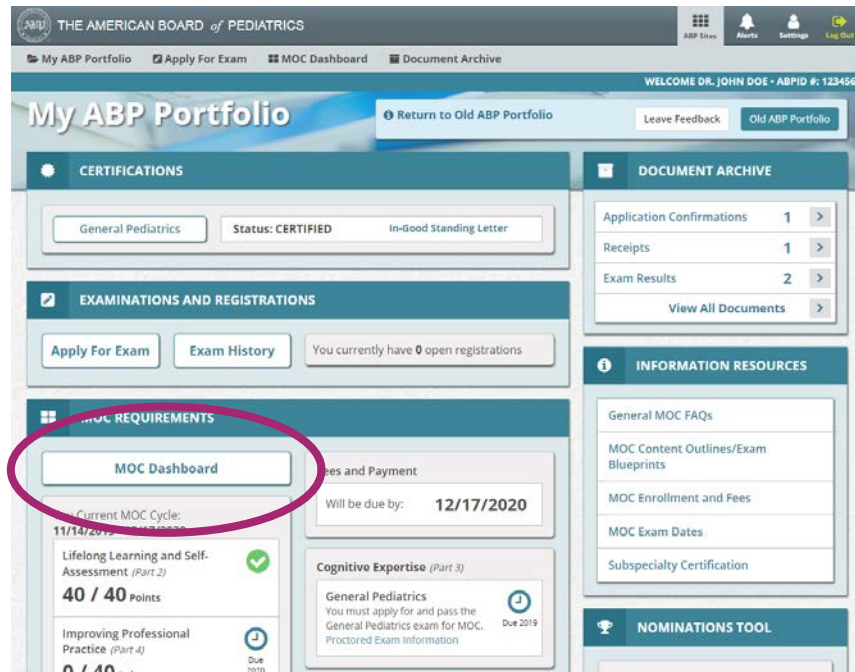 THE AMERICAN BOARD of PEDIATRICS
ABP Sites
Alerts
Settings
Log Out
My ABP Portfolio
Apply For Exam
MOC Dashboard
Document Archive
WELCOME DR. JOHN DOE • ABPID #: 123456
My ABP Portfolio
Return to Old ABP Portfolio
Leave Feedback
Old ABP Portfolio
CERTIFICATIONS
General Pediatrics
Status: CERTIFIED
In-Good Standing Letter
EXAMINATIONS AND REGISTRATIONS
Apply For Exam
Exam History
You currently have 0 open registrations
MOC REQUIREMENTS
MOC Dashboard
Current MOC Cycle:
Lifelong Learning and Self-
Assessment (Part 2)
40 / 40 Points
Improving Professional
Practice (Part 4)
Due
2020
0 / 40
Fees and Payment
Will be due by: 12/17/2020
Cognitive Expertise (Part 3)
General Pediatrics
You must apply for and pass the
General Pediatrics exam for MOC.
Proctored Exam Information
Due 2019
DOCUMENT ARCHIVE
Application Confirmations 1
Receipts 1
Exam Results 2
View All Documents
INFORMATION RESOURCES
General MOC FAQs
MOC Content Outlines/Exam
Blueprints
MOC Enrollment and Fees
MOC Exam Dates
Subspecialty Certification
NOMINATIONS TOOL